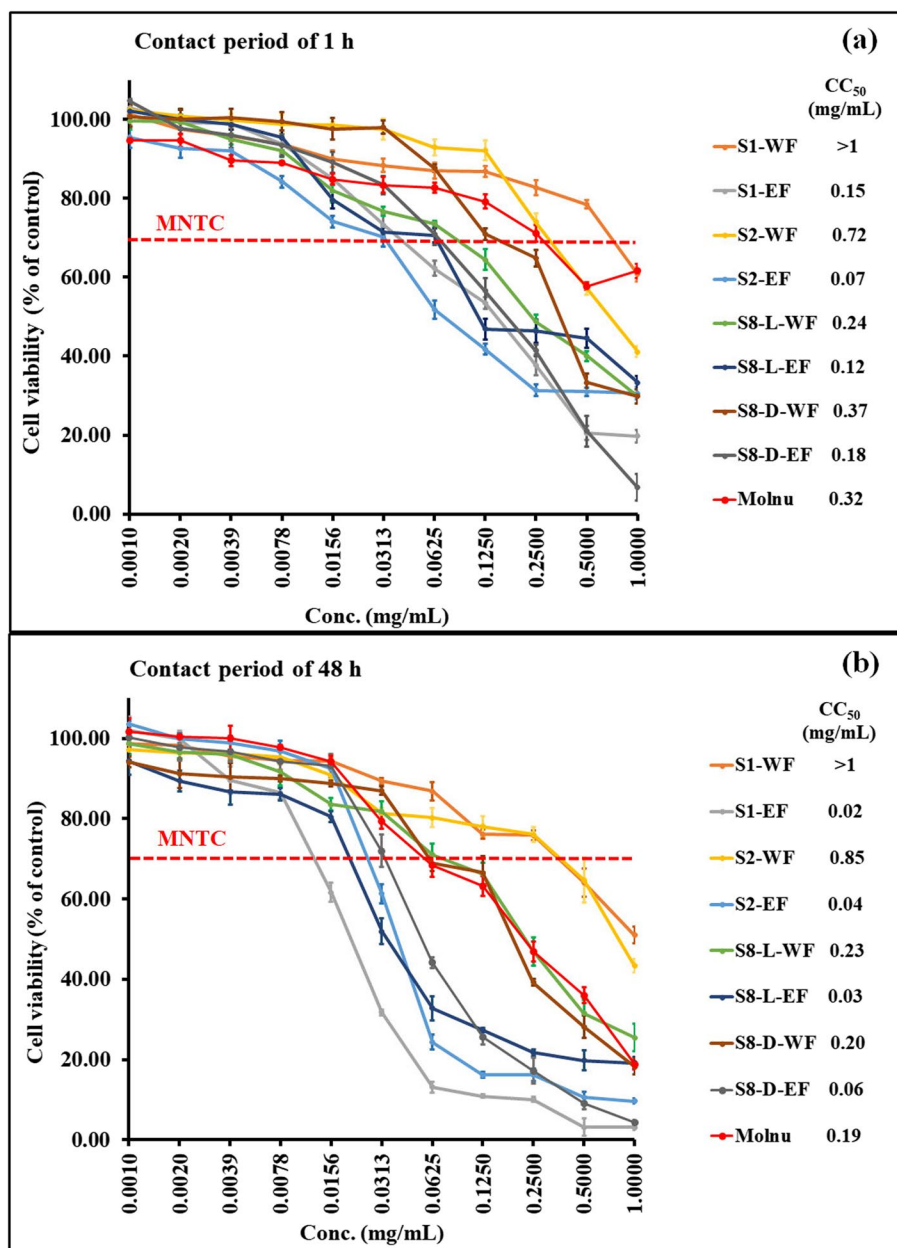 Contact period of 1 h
(a)
CC50
(mg/mL)
S1-WF >1
S1-EF 0.15
S2-WF 0.72
S2-EF 0.07
S8-L-WF 0.24
S8-L-EF 0.12
S8-D-WF 0.37
S8-D-EF 0.18
Molnu 0.32
MNTC
Cell viability (% of control)
100.00
80.00
60.00
40.00
20.00
0.00
0.0010 0.0020 0.0039 0.0078 0.0156 0.0313 0.0625 0.1250 0.2500 0.5000 1.0000
Conc. (mg/mL)
Contact period of 48 h
(b)
CC50
(mg/mL)
S1-WF >1
S1-EF 0.02
S2-WF 0.85
S2-EF 0.04
S8-L-WF 0.23
S8-L-EF 0.03
S8-D-WF 0.20
S8-D-EF 0.06
Molnu 0.19
MNTC
Cell viability (% of control)
100.00
80.00
60.00
40.00
20.00
0.00
0.0010 0.0020 0.0039 0.0078 0.0156 0.0313 0.0625 0.1250 0.2500 0.5000 1.0000
Conc. (mg/mL)